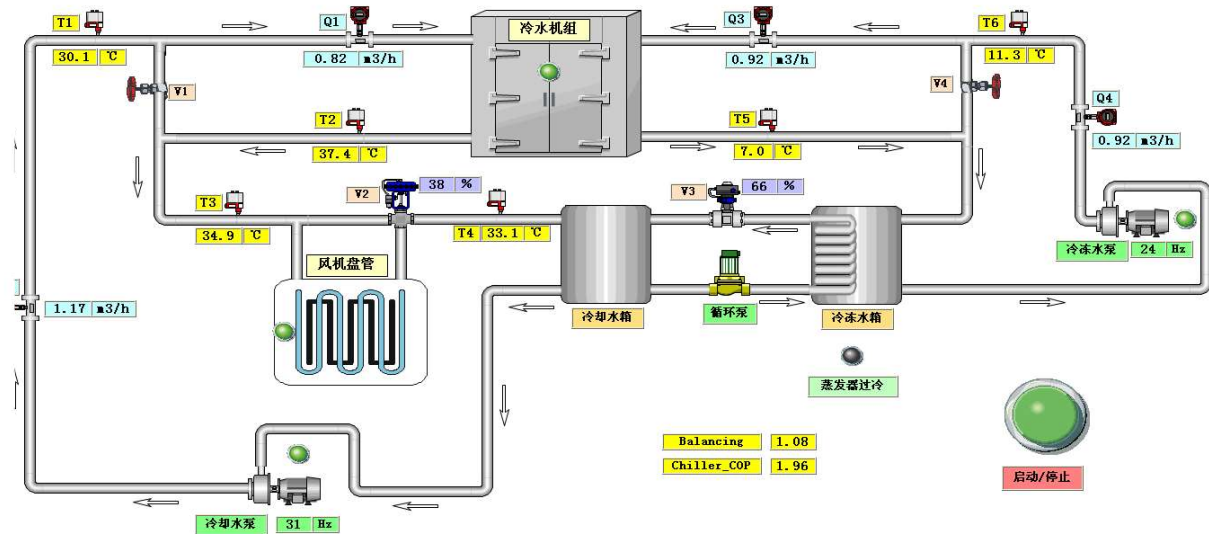 T1
Q1
冷水机组
Q3
T6
30.1 ℃
0.82 m3/h
0.92 m3/h
11.3 ℃
V1
V4
Q4
T2
T5
37.4 ℃
7.0 ℃
0.92 m3/h
V2
38 %
V3
66 %
T3
34.9 ℃
T4 33.1 ℃
风机盘管
冷冻水泵 24 Hz
1.17 m3/h
冷却水箱
循环泵
冷冻水箱
蒸发器过冷
Balancing 1.08
Chiller_COP 1.96
启动/停止
冷却水泵 31 Hz